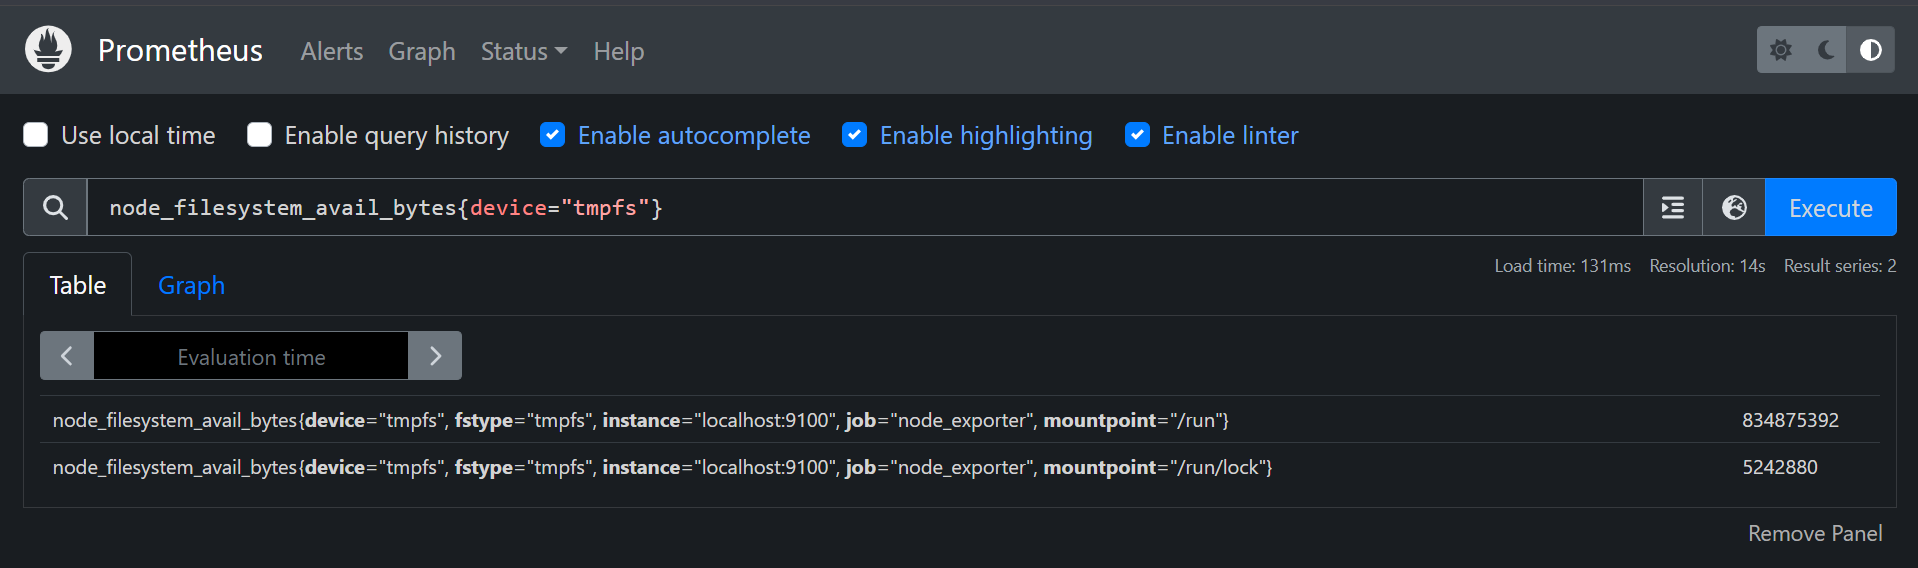 Prometheus Alerts Graph Status Help
Use local time Enable query history Enable autocomplete Enable highlighting Enable linter
node_filesystem_avail_bytes{device="tmpfs"} Execute
Load time: 131ms Resolution: 14s Result series: 2
Table Graph
Evaluation time
node_filesystem_avail_bytes{device="tmpfs", fstype="tmpfs", instance="localhost:9100", job="node_exporter", mountpoint="/run"} 834875392
node_filesystem_avail_bytes{device="tmpfs", fstype="tmpfs", instance="localhost:9100", job="node_exporter", mountpoint="/run/lock"} 5242880
Remove Panel